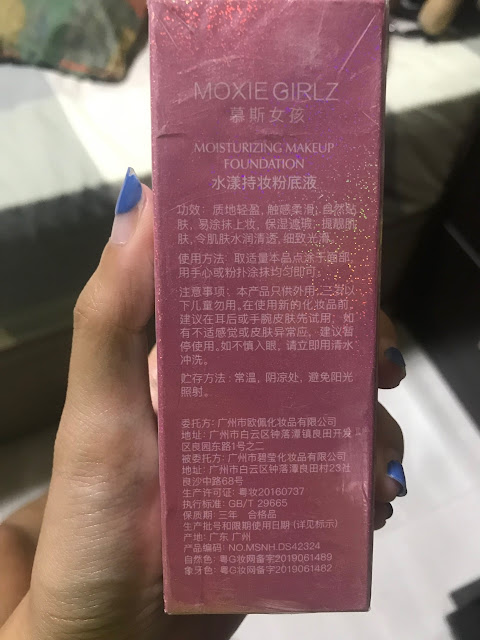 MOXIE GIRLZ
慕斯女孩
MOISTURIZING MAKEUP
FOUNDATION
水漾持妆粉底液
功效: 质地轻盈, 触感柔滑, 自然贴
肤, 易涂抹上妆, 保湿遮瑕, 提靓肤
肤, 令肌肤水润清透, 细致光滑。
使用方法: 取适量本品点涂于面部,
用手心或粉扑涂抹均匀即可。
注意事项: 本产品只供外用, 三岁以
下儿童勿用。在使用新的化妆品前,
建议在耳后或手腕皮肤先试用; 如
有不适感觉或皮肤异常应, 建议暂
停使用。如不慎入眼, 请立即用清水
冲洗。
贮存方法: 常温, 阴凉处, 避免阳光
照射。
委托方: 广州市欧佩化妆品有限公司
地址: 广州市白云区钟落潭镇良田开发
区良园东路1号之二
被委托方: 广州市碧莹化妆品有限公司
地址: 广州市白云区钟落潭良田村23社
良沙中路68号
生产许可证: 粤妆20160737
执行标准: GB/T 29665
保质期: 三年 合格品
生产批号和限期使用日期 (详见标示)
产地: 广东 广州
产品编码: NO.MSNH.DS42324
自然色: 粤G妆网备字2019061489
象牙色: 粤G妆网备字2019061482